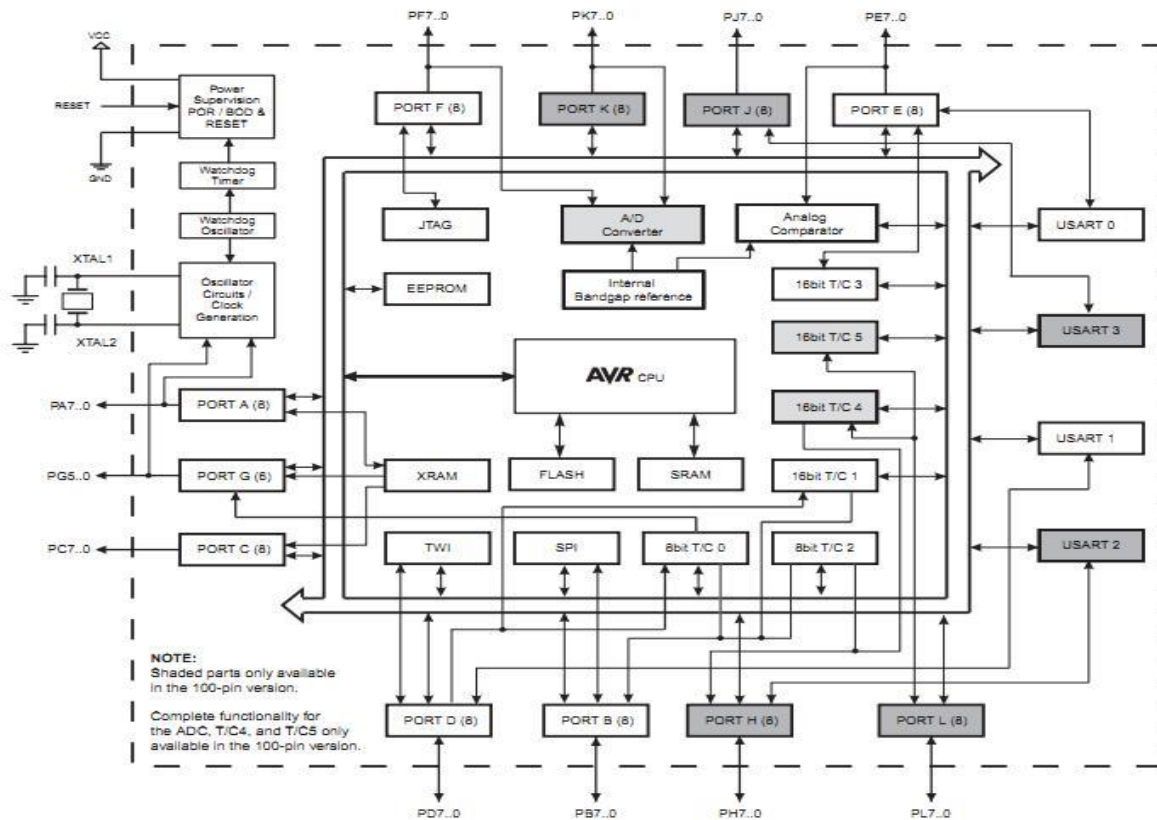 PF7..0
PK7..0
PJ7..0
PE7..0
VCC
RESET
GND
Power
Supervision
POR / BOD &
RESET
PORT F (8)
PORT K (8)
PORT J (8)
PORT E (8)
Watchdog
Timer
Watchdog
Oscillator
XTAL1
XTAL2
Oscillator
Circuits /
Clock
Generation
JTAG
A/D
Converter
Analog
Comparator
USART 0
EEPROM
Internal
Bandgap reference
16bit T/C 3
16bit T/C 5
USART 3
AVR CPU
16bit T/C 4
PA7..0
PORT A (8)
USART 1
PG5..0
PORT G (6)
XRAM
FLASH
SRAM
16bit T/C 1
PC7..0
PORT C (8)
TWI
SPI
8bit T/C 0
8bit T/C 2
USART 2
NOTE:
Shaded parts only available
in the 100-pin version.
Complete functionality for
the ADC, T/C4, and T/C5 only
available in the 100-pin version.
PORT D (8)
PORT B (8)
PORT H (8)
PORT L (8)
PD7..0
PB7..0
PH7..0
PL7..0